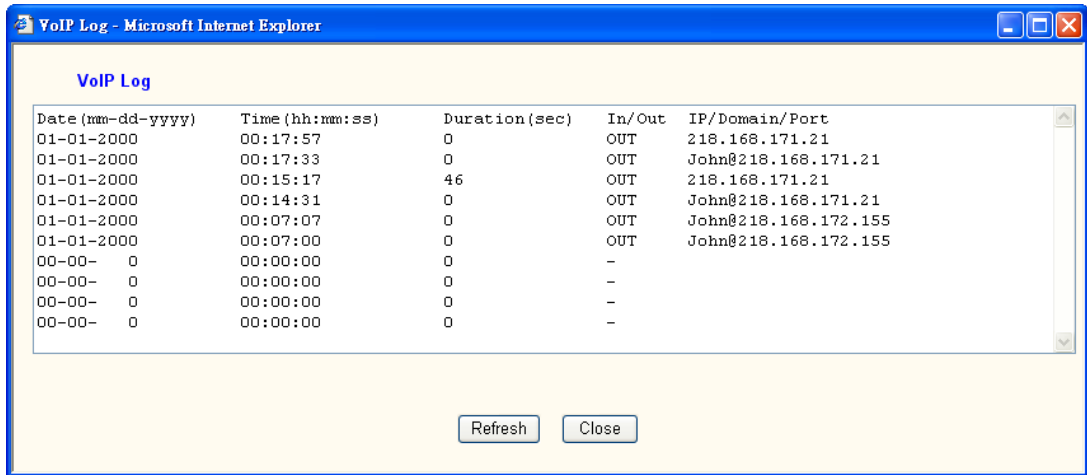 VoIP Log - Microsoft Internet Explorer
VoIP Log
Date(mm-dd-yyyy) Time(hh:mm:ss) Duration(sec) In/Out IP/Domain/Port
01-01-2000 00:17:57 0 OUT 218.168.171.21
01-01-2000 00:17:33 0 OUT John@218.168.171.21
01-01-2000 00:15:17 46 OUT 218.168.171.21
01-01-2000 00:14:31 0 OUT John@218.168.171.21
01-01-2000 00:07:07 0 OUT John@218.168.172.155
01-01-2000 00:07:00 0 OUT John@218.168.172.155
00-00- 0 00:00:00 0 -
00-00- 0 00:00:00 0 -
00-00- 0 00:00:00 0 -
00-00- 0 00:00:00 0 -
Refresh Close